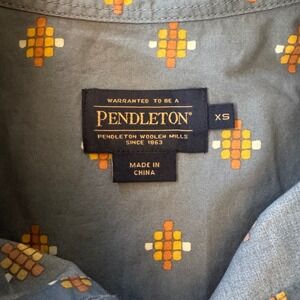 WARRANTED TO BE A
PENDLETON®
XS
PENDLETON WOOLEN MILLS
SINCE 1863
MADE IN
CHINA